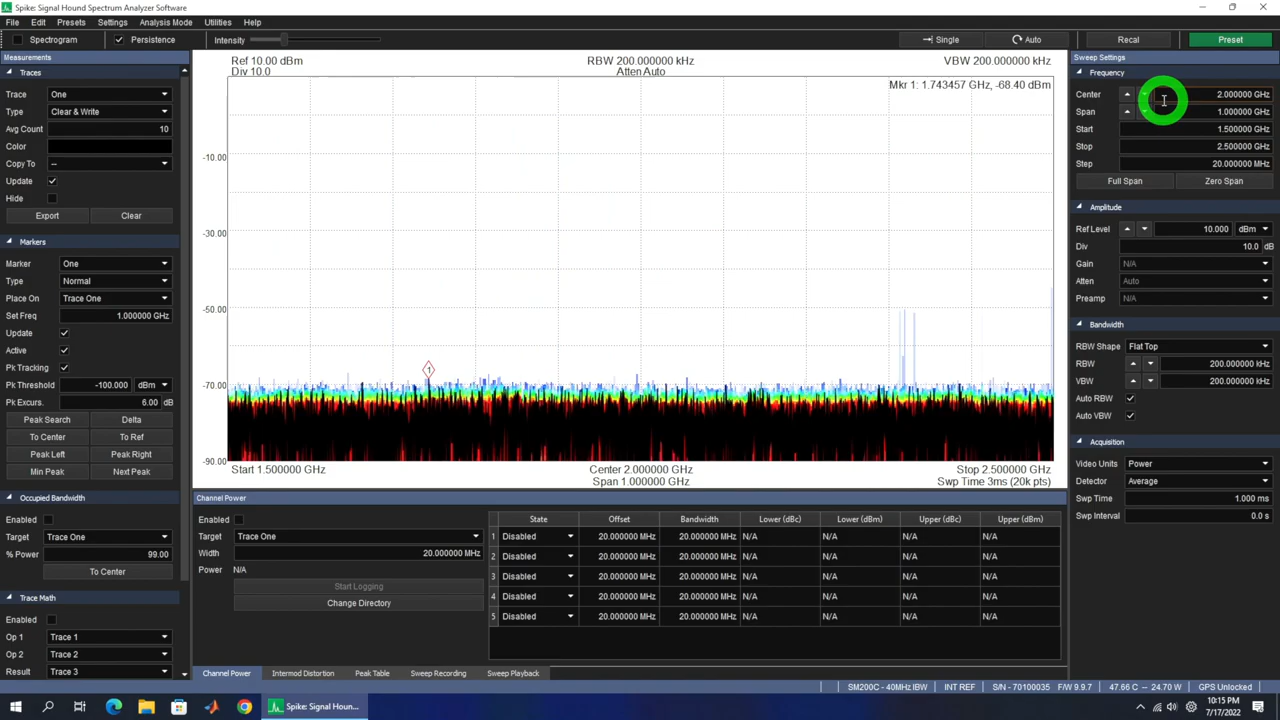 Spike: Signal Hound Spectrum Analyzer Software
File Edit Presets Settings Analysis Mode Utilities Help
Spectrogram Persistence Intensity Single Auto Recal Preset
Measurements
Traces
Trace One
Type Clear & Write
Avg Count 10
Color
Copy To --
Update
Hide
Export Clear
Markers
Marker One
Type Normal
Place On Trace One
Set Freq 1.000000 GHz
Update
Active
Pk Tracking
Pk Threshold -100.000 dBm
Pk Excurs. 6.00 dB
Peak Search Delta
To Center To Ref
Peak Left Peak Right
Min Peak Next Peak
Occupied Bandwidth
Enabled
Target Trace One
% Power 99.00
To Center
Trace Math
Enabled
Op 1 Trace 1
Op 2 Trace 2
Result Trace 3
Ref 10.00 dBm RBW 200.000 kHz VBW 200.000 kHz
Div 10.0 Atten Auto
Mkr 1: 1.743457 GHz, -68.40 dBm
-10.00
-30.00
-50.00
1
-70.00
-90.00
Start 1.500000 GHz Center 2.000000 GHz Stop 2.500000 GHz
Span 1.000000 GHz Swp Time 3ms (20k pts)
Channel Power
Enabled
Target Trace One
Width 20.000000 MHz
Power N/A
Start Logging
Change Directory
State Offset Bandwidth Lower (dBc) Lower (dBm) Upper (dBc) Upper (dBm)
1 Disabled 20.000000 MHz 20.000000 MHz N/A N/A N/A N/A
2 Disabled 20.000000 MHz 20.000000 MHz N/A N/A N/A N/A
3 Disabled 20.000000 MHz 20.000000 MHz N/A N/A N/A N/A
4 Disabled 20.000000 MHz 20.000000 MHz N/A N/A N/A N/A
5 Disabled 20.000000 MHz 20.000000 MHz N/A N/A N/A N/A
Channel Power Intermod Distortion Peak Table Sweep Recording Sweep Playback
Sweep Settings
Frequency
Center 2.000000 GHz
Span 1.000000 GHz
Start 1.500000 GHz
Stop 2.500000 GHz
Step 20.000000 MHz
Full Span Zero Span
Amplitude
Ref Level 10.000 dBm
Div 10.0 dB
Gain N/A
Atten Auto
Preamp N/A
Bandwidth
RBW Shape Flat Top
RBW 200.000000 kHz
VBW 200.000000 kHz
Auto RBW
Auto VBW
Acquisition
Video Units Power
Detector Average
Swp Time 1.000 ms
Swp Interval 0.0 s
SM200C - 40MHz IBW INT REF S/N - 70100035 F/W 9.9.7 47.66 C -- 24.70 W GPS Unlocked
Spike: Signal Houn...
10:15 PM
7/17/2022